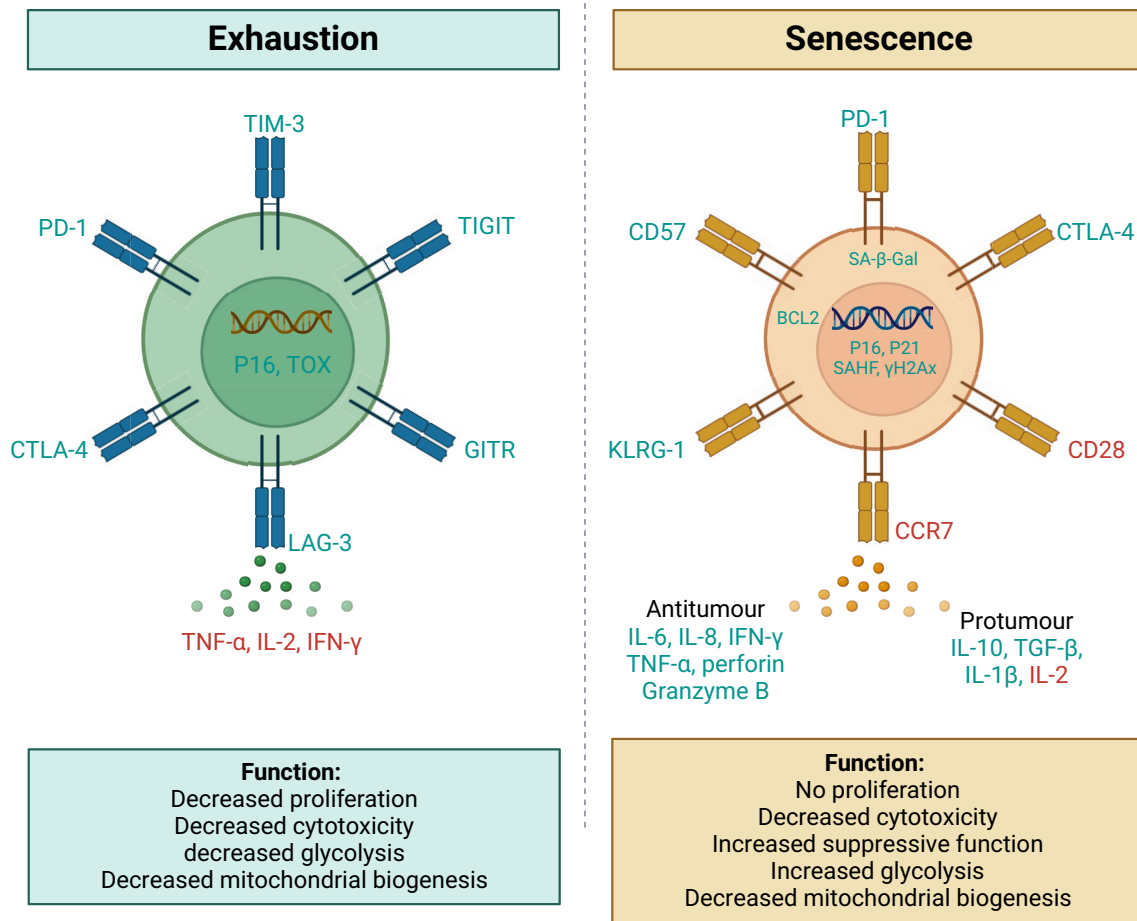 Exhaustion
TIM-3
PD-1
TIGIT
P16, TOX
CTLA-4
GITR
LAG-3
TNF-α, IL-2, IFN-γ
Function:
Decreased proliferation
Decreased cytotoxicity
decreased glycolysis
Decreased mitochondrial biogenesis
Senescence
PD-1
CD57
CTLA-4
SA-β-Gal
BCL2
P16, P21
SAHF, γH2Ax
KLRG-1
CD28
CCR7
Antitumour
IL-6, IL-8, IFN-γ
TNF-α, perforin
Granzyme B
Protumour
IL-10, TGF-β,
IL-1β, IL-2
Function:
No proliferation
Decreased cytotoxicity
Increased suppressive function
Increased glycolysis
Decreased mitochondrial biogenesis